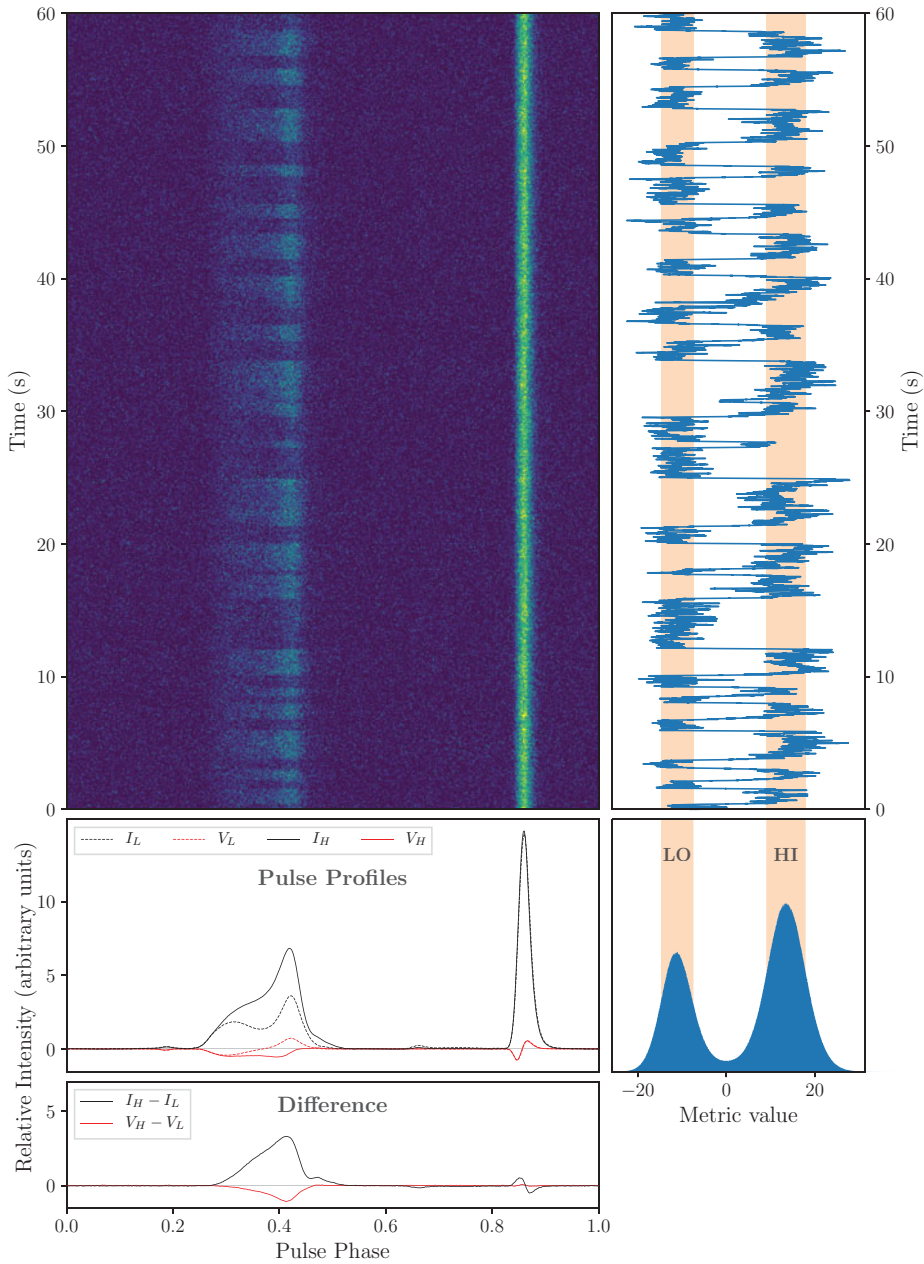 60
50
40
30
20
10
0
Time (s)
60
50
40
30
20
10
0
Time (s)
I_L V_L I_H V_H
Pulse Profiles
10
5
0
Relative Intensity (arbitrary units)
LO HI
−20 0 20
Metric value
I_H − I_L
V_H − V_L
Difference
5
0
0.0 0.2 0.4 0.6 0.8 1.0
Pulse Phase